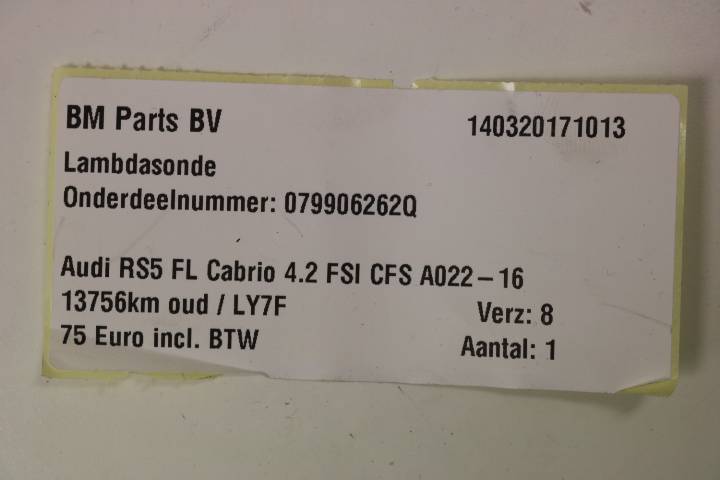 BM Parts BV 140320171013
Lambdasonde
Onderdeelnummer: 079906262Q
Audi RS5 FL Cabrio 4.2 FSI CFS A022-16
13756km oud / LY7F Verz: 8
75 Euro incl. BTW Aantal: 1